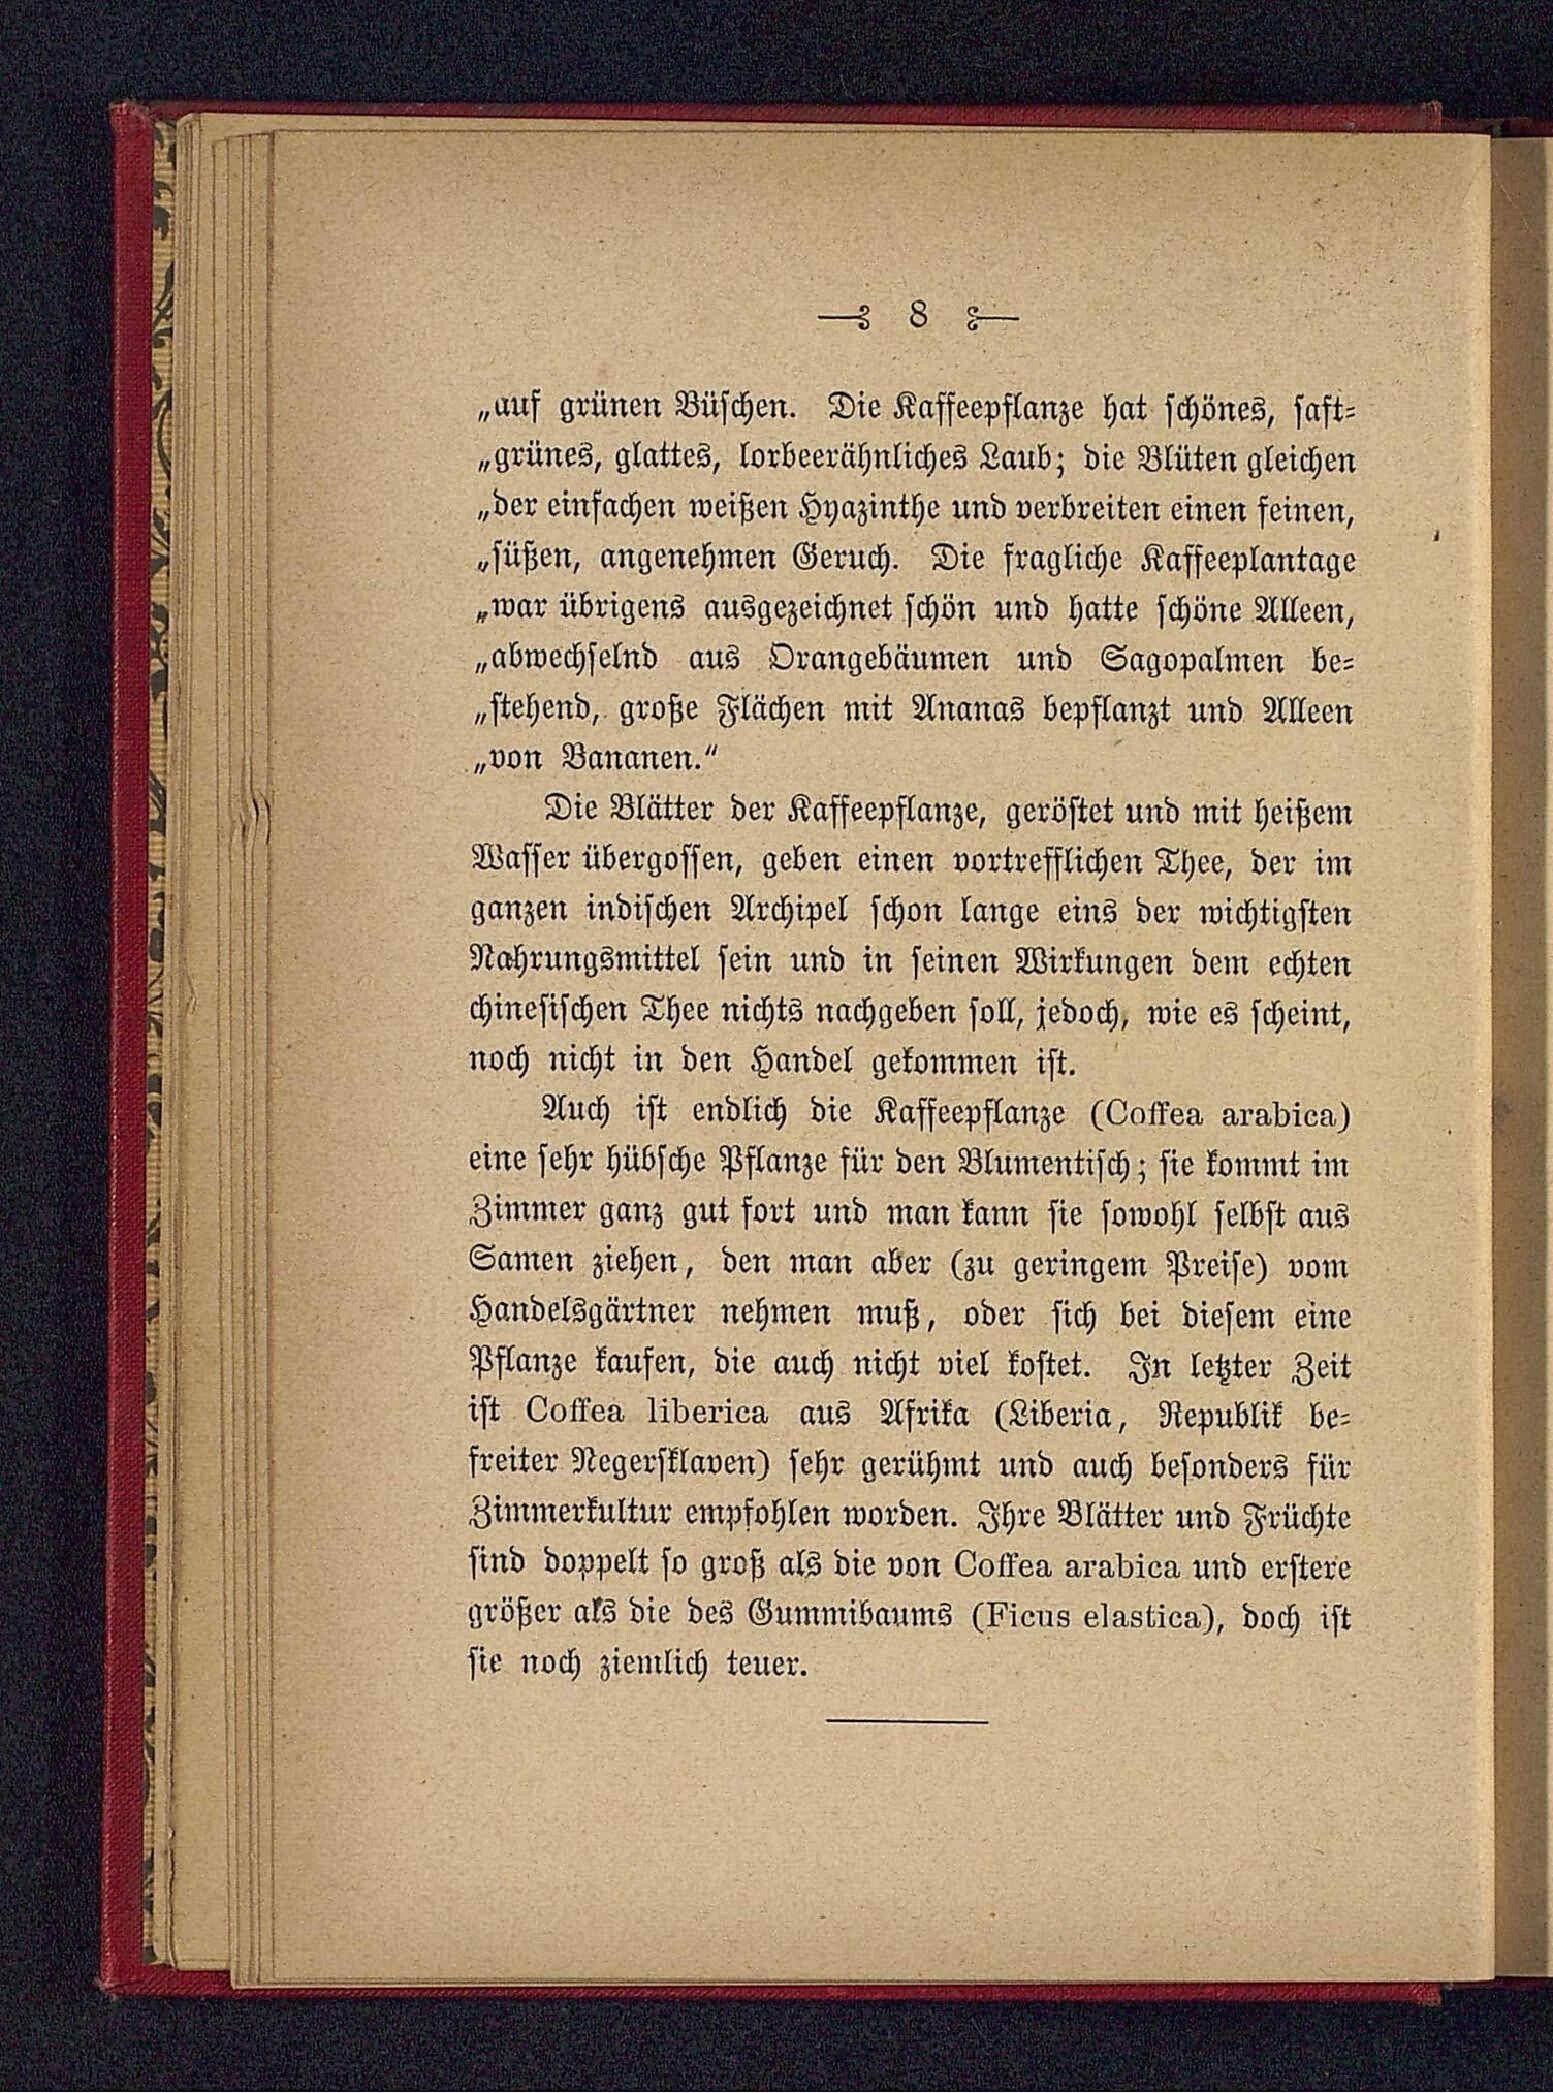 8
„auf grünen Büschen. Die Kaffeepflanze hat schönes, saft-
„grünes, glattes, lorbeerähnliches Laub; die Blüten gleichen
„der einfachen weißen Hyazinthe und verbreiten einen feinen,
„süßen, angenehmen Geruch. Die fragliche Kaffeeplantage
„war übrigens ausgezeichnet schön und hatte schöne Alleen,
„abwechselnd aus Orangebäumen und Sagopalmen be-
„stehend, große Flächen mit Ananas bepflanzt und Alleen
„von Bananen.“
Die Blätter der Kaffeepflanze, geröstet und mit heißem
Wasser übergossen, geben einen vortrefflichen Thee, der im
ganzen indischen Archipel schon lange eins der wichtigsten
Nahrungsmittel sein und in seinen Wirkungen dem echten
chinesischen Thee nichts nachgeben soll, jedoch, wie es scheint,
noch nicht in den Handel gekommen ist.
Auch ist endlich die Kaffeepflanze (Coffea arabica)
eine sehr hübsche Pflanze für den Blumentisch; sie kommt im
Zimmer ganz gut fort und man kann sie sowohl selbst aus
Samen ziehen, den man aber (zu geringem Preise) vom
Handelsgärtner nehmen muß, oder sich bei diesem eine
Pflanze kaufen, die auch nicht viel kostet. In letzter Zeit
ist Coffea liberica aus Afrika (Liberia, Republik be-
freiter Negersklaven) sehr gerühmt und auch besonders für
Zimmerkultur empfohlen worden. Ihre Blätter und Früchte
sind doppelt so groß als die von Coffea arabica und erstere
größer als die des Gummibaums (Ficus elastica), doch ist
sie noch ziemlich teuer.